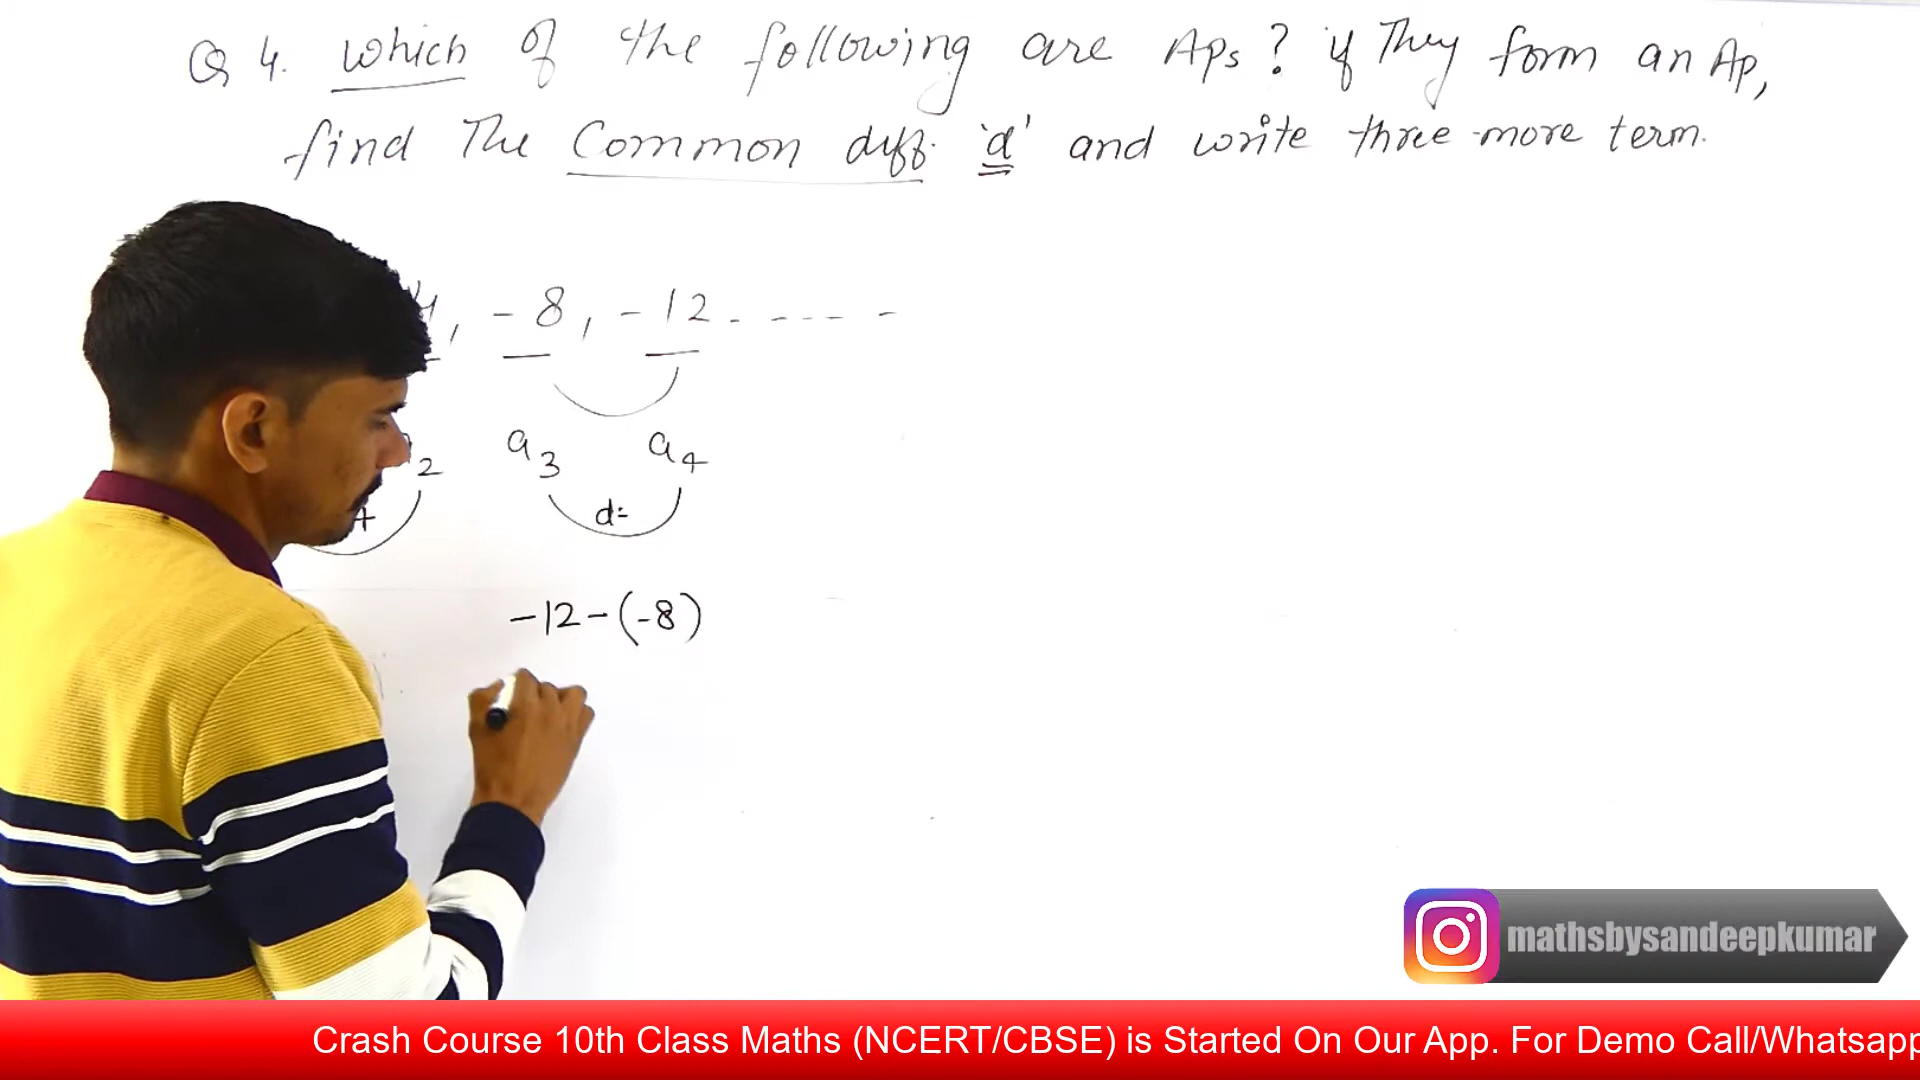 Q 4. Which of the following are APs ? if They form an AP,
find The Common diff. 'd' and write three more term.
4, -8, -12 - - - - -
2 a3 a4
4 d=
-12-(-8)
mathsbysandeepkumar
Crash Course 10th Class Maths (NCERT/CBSE) is Started On Our App. For Demo Call/Whatsapp